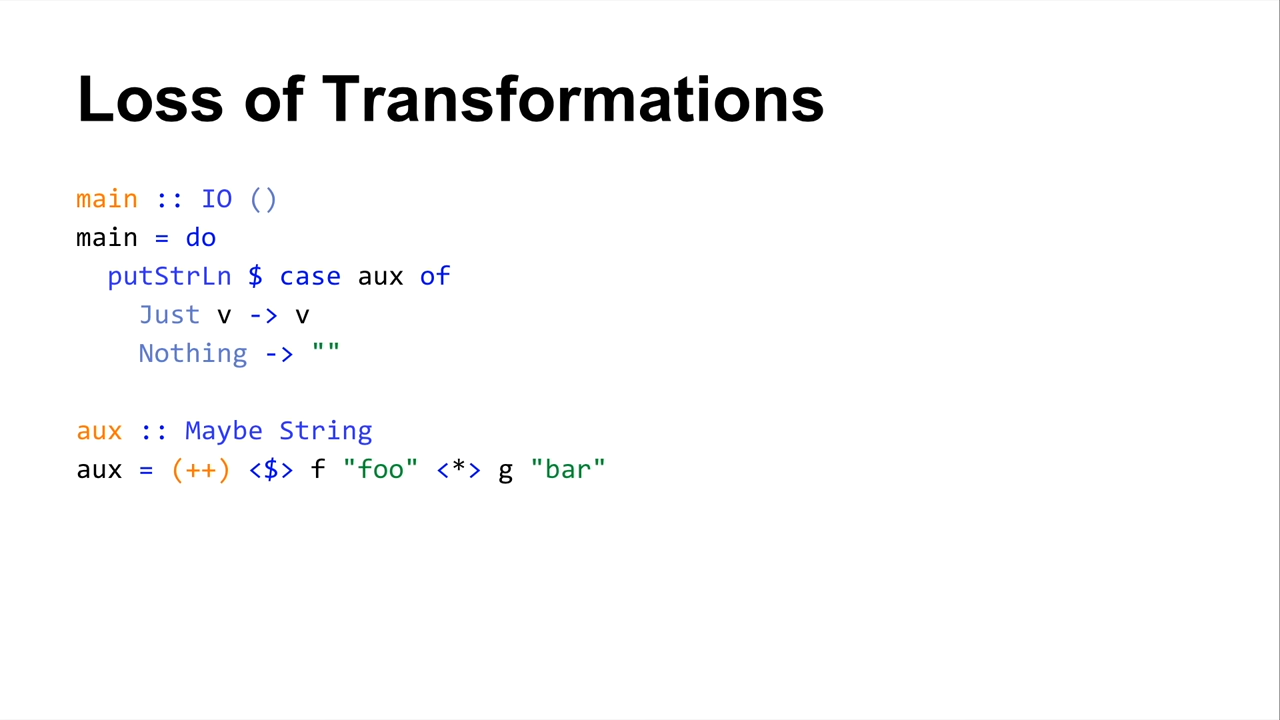 Loss of Transformations
main :: IO ()
main = do
  putStrLn $ case aux of
    Just v -> v
    Nothing -> ""
aux :: Maybe String
aux = (++) <$> f "foo" <*> g "bar"